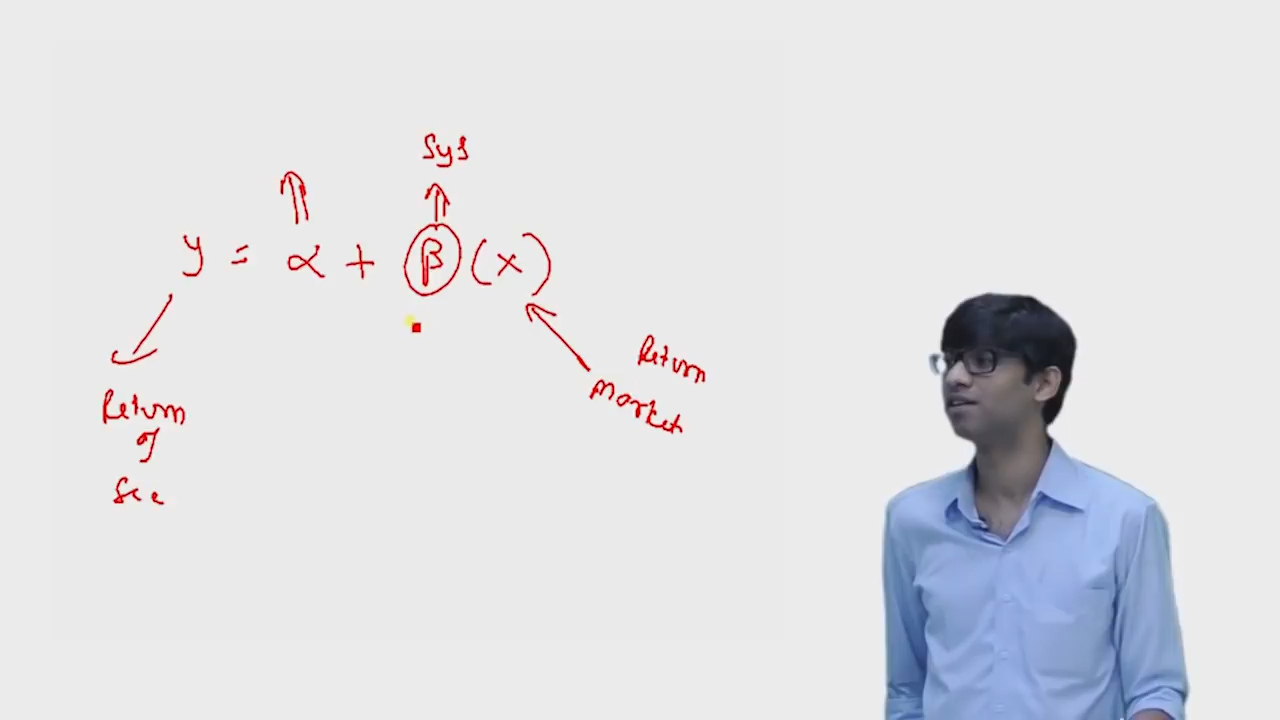 Sys
y = α + β (x)
Return
Market
Return
of
Sec